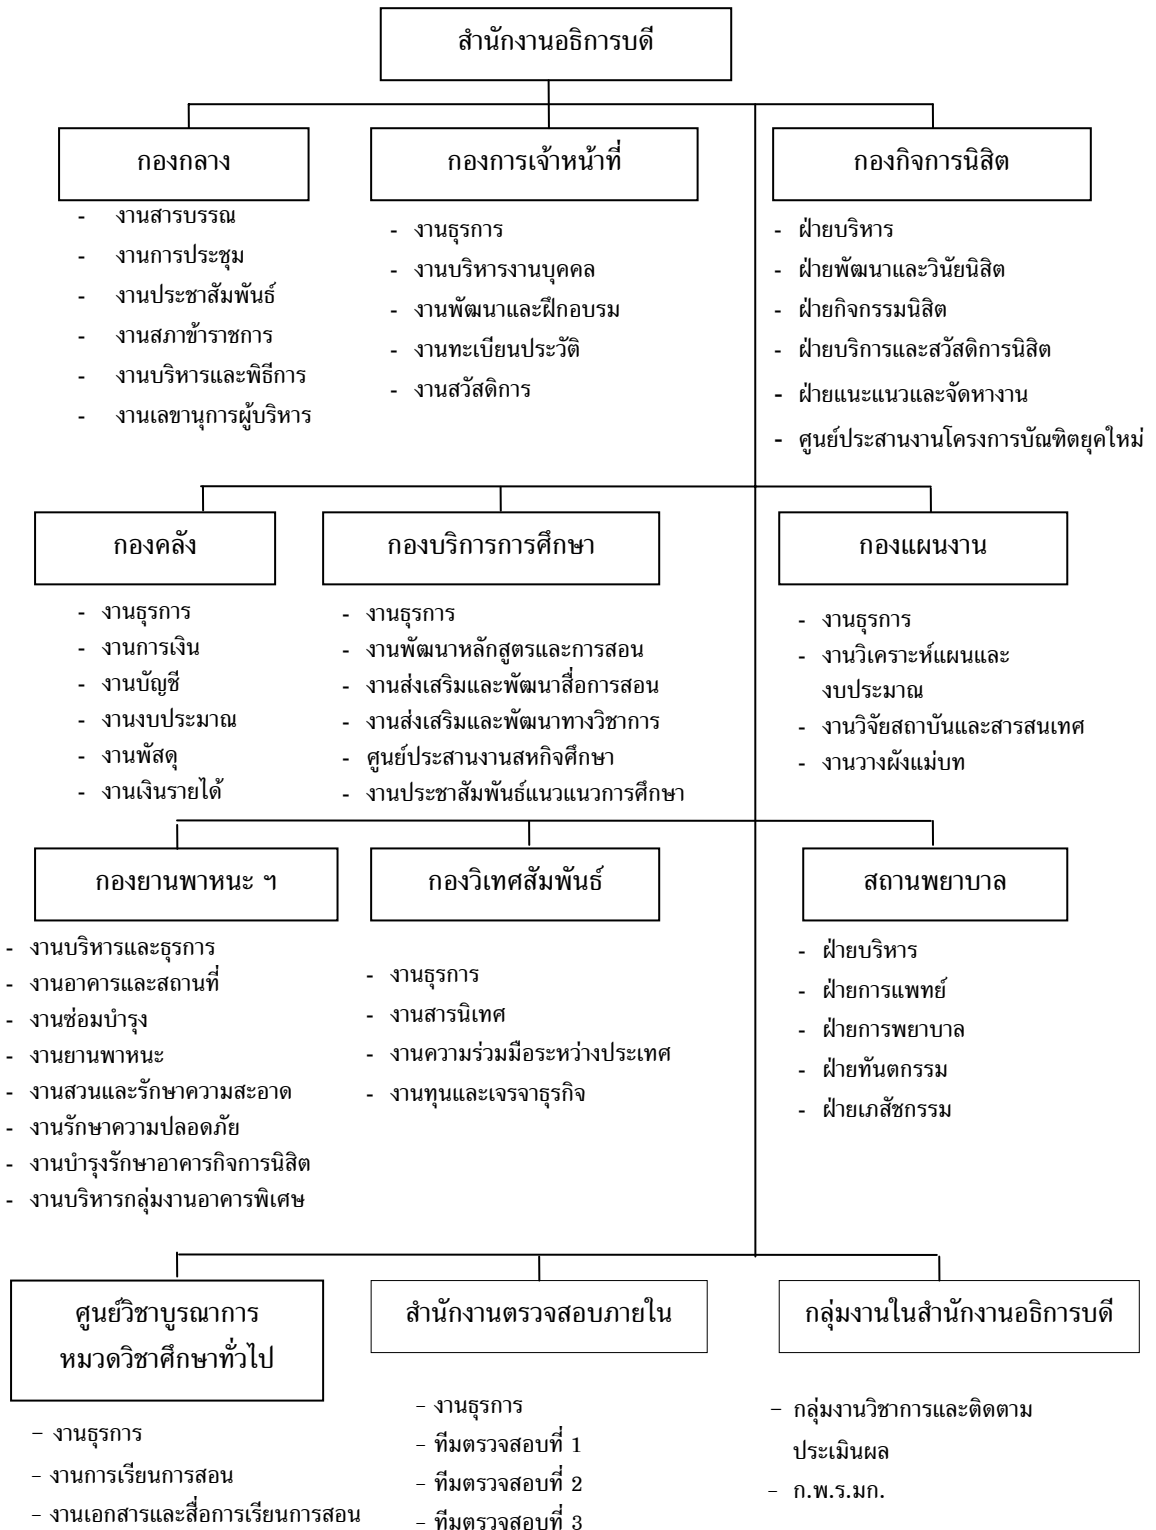 สำนักงานอธิการบดี
กองกลาง
- งานสารบรรณ
- งานการประชุม
- งานประชาสัมพันธ์
- งานสภาข้าราชการ
- งานบริหารและพิธีการ
- งานเลขานุการผู้บริหาร
กองการเจ้าหน้าที่
- งานธุรการ
- งานบริหารงานบุคคล
- งานพัฒนาและฝึกอบรม
- งานทะเบียนประวัติ
- งานสวัสดิการ
กองกิจการนิสิต
- ฝ่ายบริหาร
- ฝ่ายพัฒนาและวินัยนิสิต
- ฝ่ายกิจกรรมนิสิต
- ฝ่ายบริการและสวัสดิการนิสิต
- ฝ่ายแนะแนวและจัดหางาน
- ศูนย์ประสานงานโครงการบัณฑิตยุคใหม่
กองคลัง
- งานธุรการ
- งานการเงิน
- งานบัญชี
- งานงบประมาณ
- งานพัสดุ
- งานเงินรายได้
กองบริการการศึกษา
- งานธุรการ
- งานพัฒนาหลักสูตรและการสอน
- งานส่งเสริมและพัฒนาสื่อการสอน
- งานส่งเสริมและพัฒนาทางวิชาการ
- ศูนย์ประสานงานสหกิจศึกษา
- งานประชาสัมพันธ์แนวแนวการศึกษา
กองแผนงาน
- งานธุรการ
- งานวิเคราะห์แผนและ
งบประมาณ
- งานวิจัยสถาบันและสารสนเทศ
- งานวางผังแม่บท
กองยานพาหนะ ฯ
- งานบริหารและธุรการ
- งานอาคารและสถานที่
- งานซ่อมบำรุง
- งานยานพาหนะ
- งานสวนและรักษาความสะอาด
- งานรักษาความปลอดภัย
- งานบำรุงรักษาอาคารกิจการนิสิต
- งานบริหารกลุ่มงานอาคารพิเศษ
กองวิเทศสัมพันธ์
- งานธุรการ
- งานสารนิเทศ
- งานความร่วมมือระหว่างประเทศ
- งานทุนและเจรจาธุรกิจ
สถานพยาบาล
- ฝ่ายบริหาร
- ฝ่ายการแพทย์
- ฝ่ายการพยาบาล
- ฝ่ายทันตกรรม
- ฝ่ายเภสัชกรรม
ศูนย์วิชาบูรณาการ
หมวดวิชาศึกษาทั่วไป
- งานธุรการ
- งานการเรียนการสอน
- งานเอกสารและสื่อการเรียนการสอน
สำนักงานตรวจสอบภายใน
- งานธุรการ
- ทีมตรวจสอบที่ 1
- ทีมตรวจสอบที่ 2
- ทีมตรวจสอบที่ 3
กลุ่มงานในสำนักงานอธิการบดี
- กลุ่มงานวิชาการและติดตาม
ประเมินผล
- ก.พ.ร.มก.